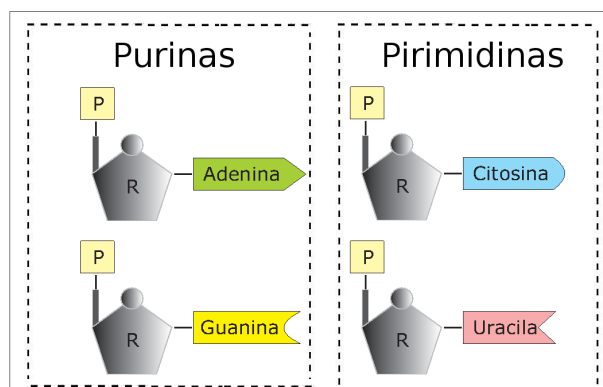 Purinas
P
R
Adenina
P
R
Guanina
Pirimidinas
P
R
Citosina
P
R
Uracila